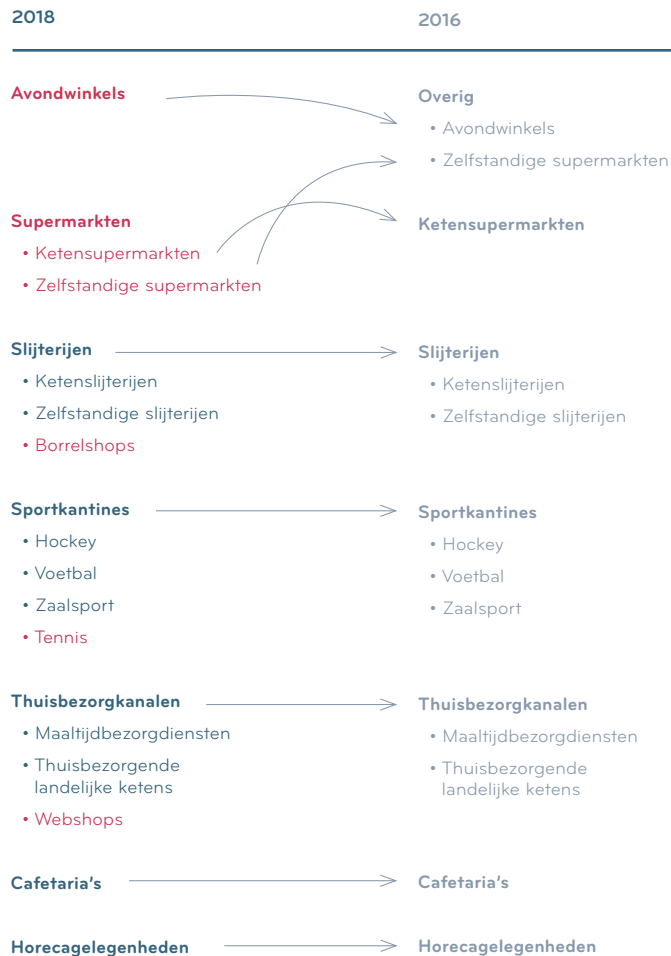 2018
Avondwinkels
Supermarkten
• Ketensupermarkten
• Zelfstandige supermarkten
Slijterijen
• Ketenslijterijen
• Zelfstandige slijterijen
• Borrelshops
Sportkantines
• Hockey
• Voetbal
• Zaalsport
• Tennis
Thuisbezorgkanalen
• Maaltijdbezorgdiensten
• Thuisbezorgende
landelijke ketens
• Webshops
Cafetaria's
Horecagelegenheden
2016
Overig
• Avondwinkels
• Zelfstandige supermarkten
Ketensupermarkten
Slijterijen
• Ketenslijterijen
• Zelfstandige slijterijen
Sportkantines
• Hockey
• Voetbal
• Zaalsport
Thuisbezorgkanalen
• Maaltijdbezorgdiensten
• Thuisbezorgende
landelijke ketens
Cafetaria's
Horecagelegenheden